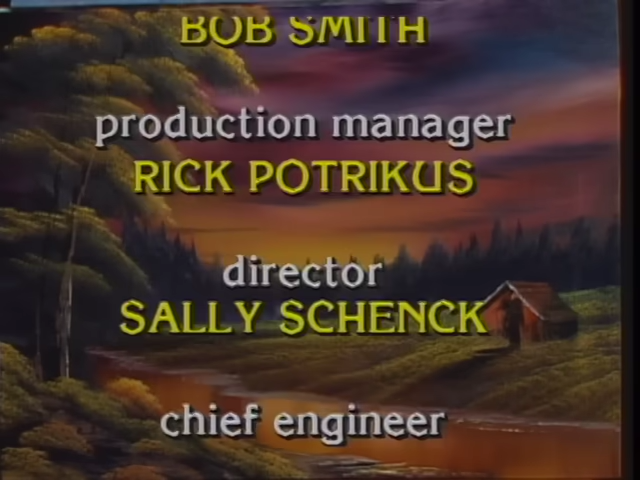 BOB SMITH
production manager
RICK POTRIKUS
director
SALLY SCHENCK
chief engineer